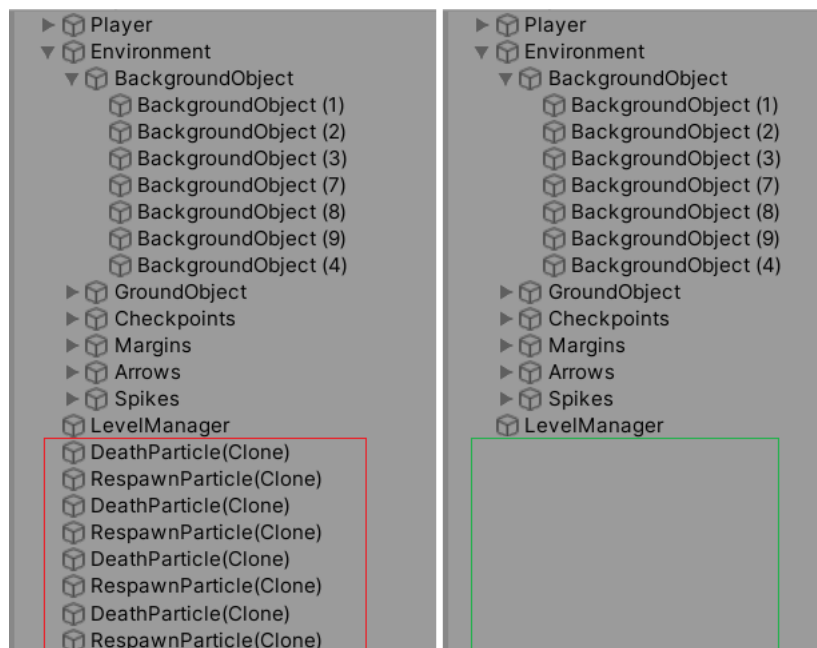 Player
Environment
BackgroundObject
BackgroundObject (1)
BackgroundObject (2)
BackgroundObject (3)
BackgroundObject (7)
BackgroundObject (8)
BackgroundObject (9)
BackgroundObject (4)
GroundObject
Checkpoints
Margins
Arrows
Spikes
LevelManager
DeathParticle(Clone)
RespawnParticle(Clone)
DeathParticle(Clone)
RespawnParticle(Clone)
DeathParticle(Clone)
RespawnParticle(Clone)
DeathParticle(Clone)
RespawnParticle(Clone)
Player
Environment
BackgroundObject
BackgroundObject (1)
BackgroundObject (2)
BackgroundObject (3)
BackgroundObject (7)
BackgroundObject (8)
BackgroundObject (9)
BackgroundObject (4)
GroundObject
Checkpoints
Margins
Arrows
Spikes
LevelManager